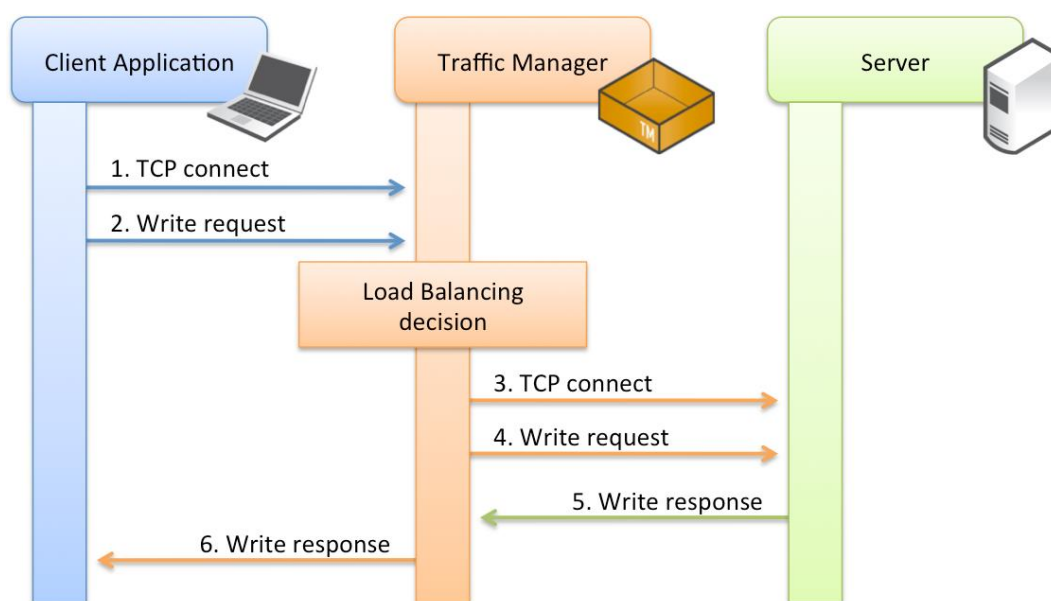 Client Application
Traffic Manager
Server
TM
1. TCP connect
2. Write request
Load Balancing
decision
3. TCP connect
4. Write request
5. Write response
6. Write response